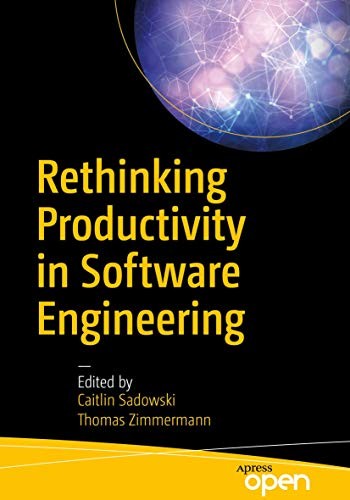 Rethinking
Productivity
in Software
Engineering
—
Edited by
Caitlin Sadowski
Thomas Zimmermann
Apress
open